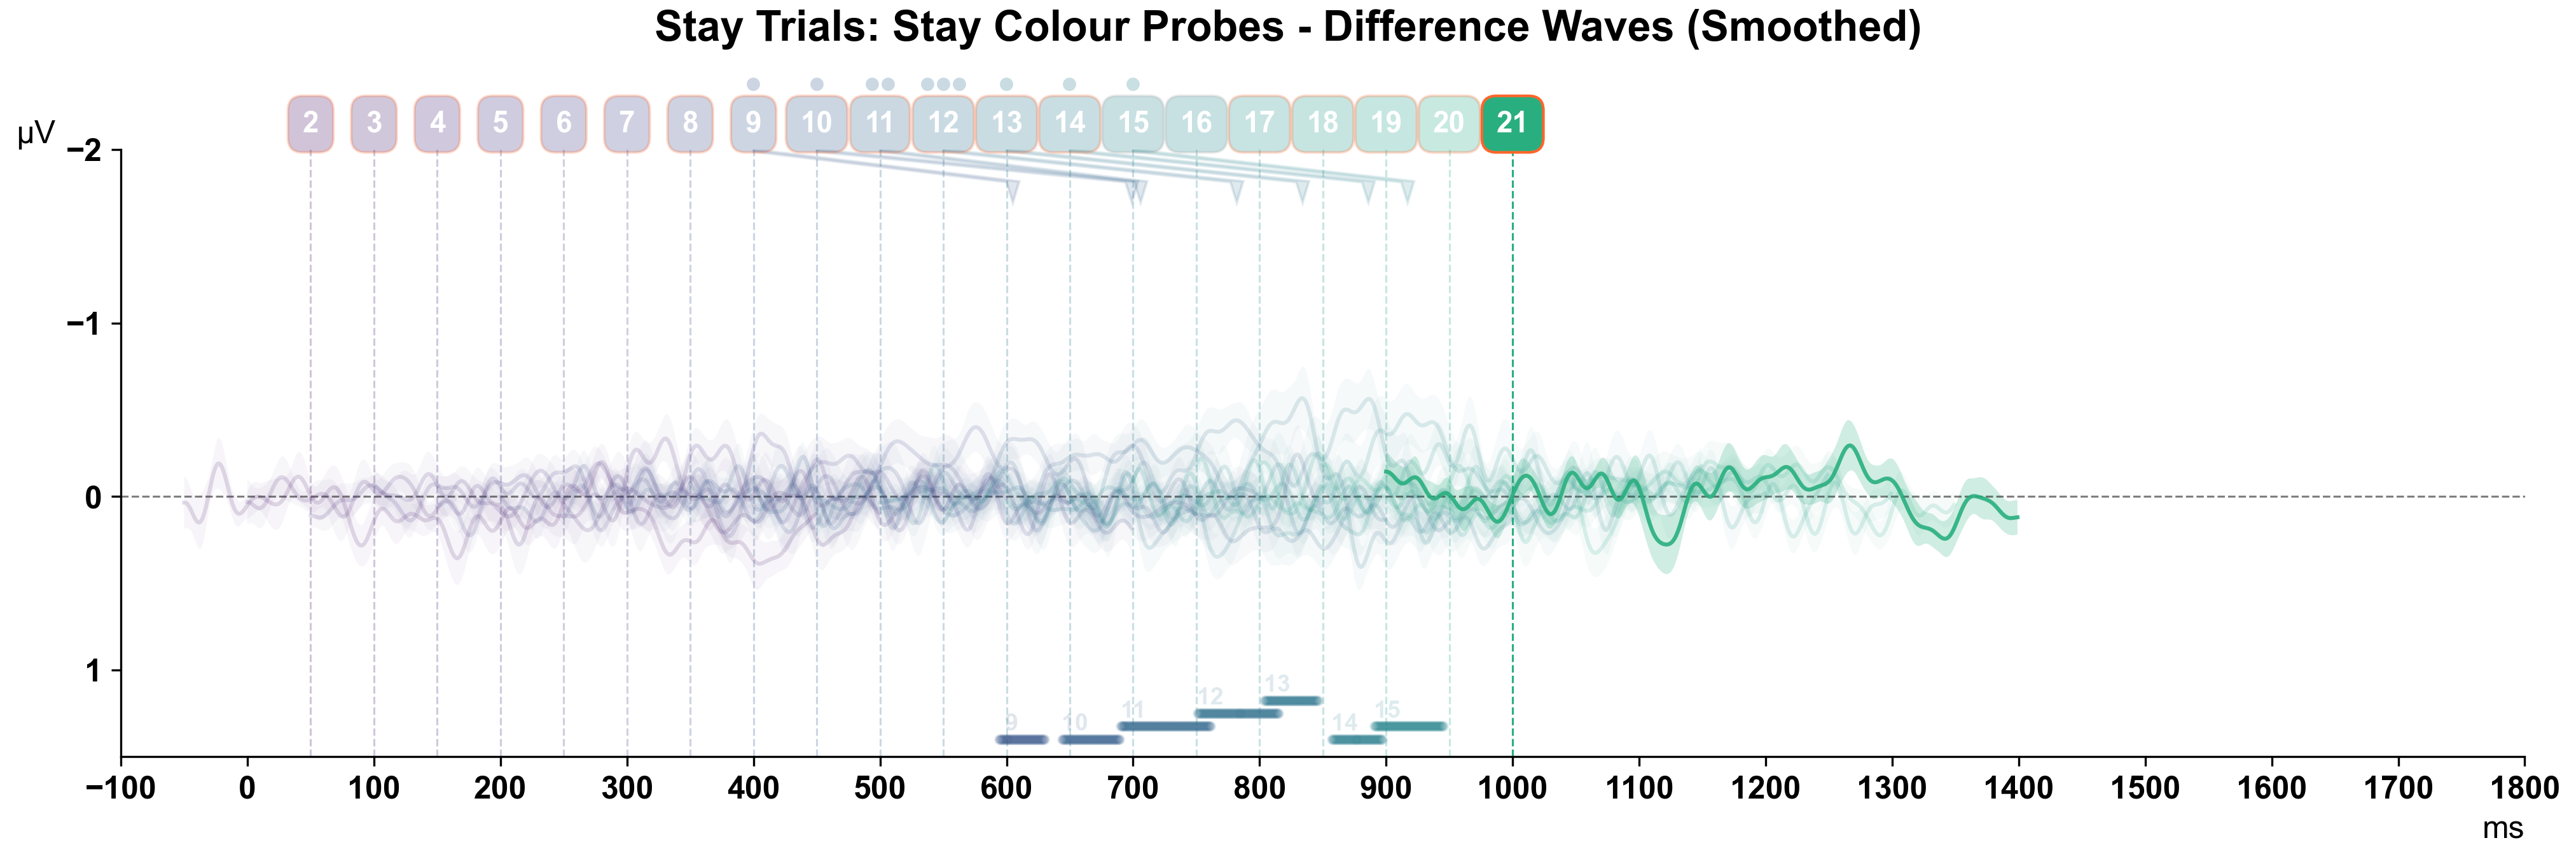 Stay Trials: Stay Colour Probes - Difference Waves (Smoothed)
2 3 4 5 6 7 8 9 10 11 12 13 14 15 16 17 18 19 20 21
µV
−2
−1
0
1
13
12
11
9 10 14 15
−100 0 100 200 300 400 500 600 700 800 900 1000 1100 1200 1300 1400 1500 1600 1700 1800
ms